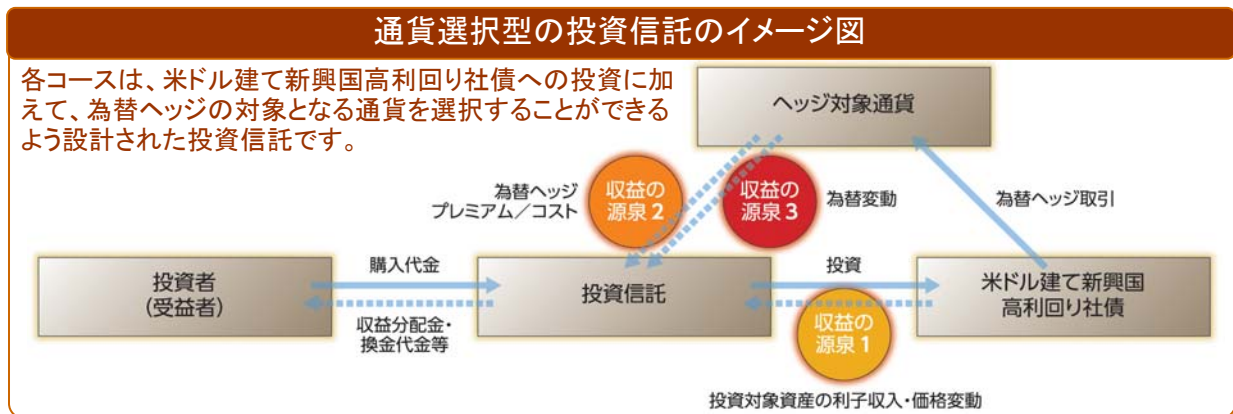 通貨選択型の投資信託のイメージ図
各コースは、米ドル建て新興国高利回り社債への投資に加
えて、為替ヘッジの対象となる通貨を選択することができる
よう設計された投資信託です。
ヘッジ対象通貨
為替ヘッジ
プレミアム／コスト
収益の
源泉2
収益の
源泉3
為替変動
為替ヘッジ取引
投資者
(受益者)
購入代金
収益分配金・
換金代金等
投資信託
投資
収益の
源泉1
米ドル建て新興国
高利回り社債
投資対象資産の利子収入・価格変動